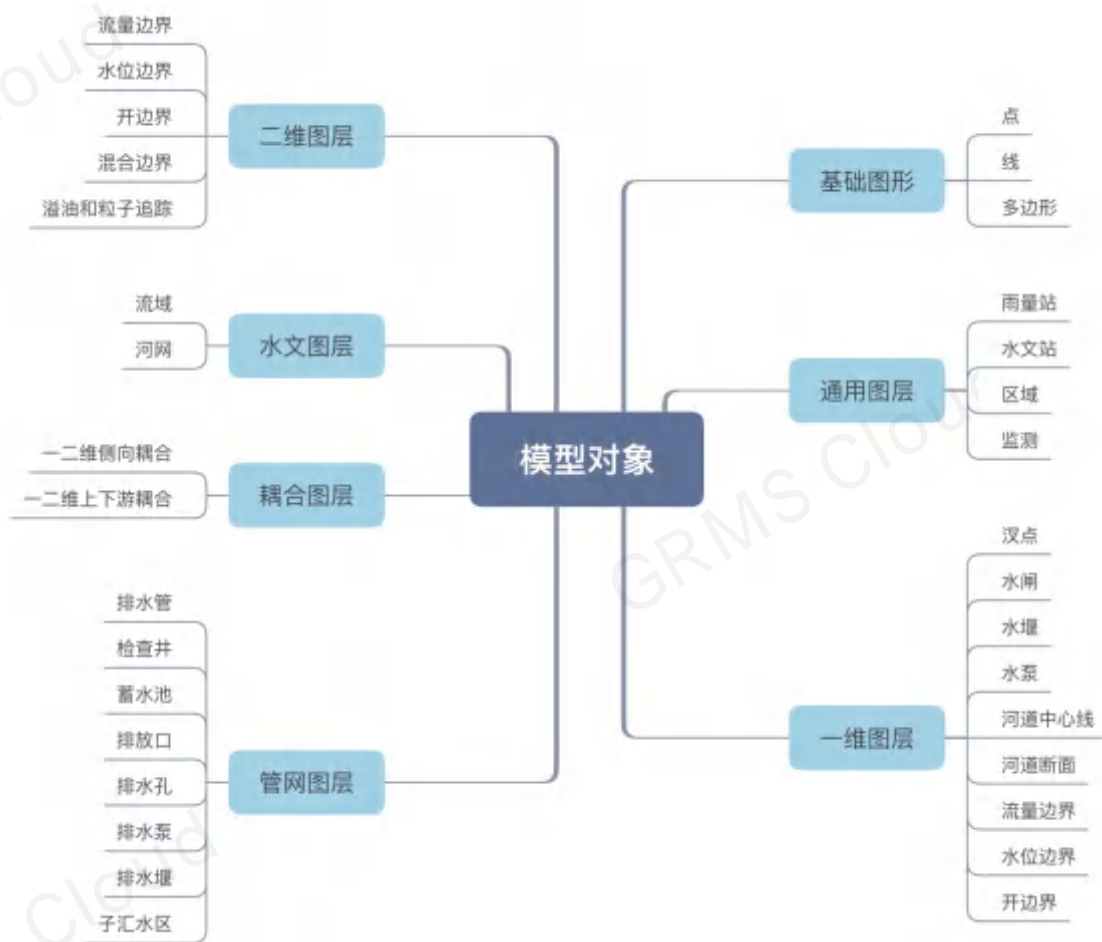 模型对象
二维图层
流量边界
水位边界
开边界
混合边界
溢油和粒子追踪
水文图层
流域
河网
耦合图层
一二维侧向耦合
一二维上下游耦合
管网图层
排水管
检查井
蓄水池
排放口
排水孔
排水泵
排水堰
子汇水区
基础图形
点
线
多边形
通用图层
雨量站
水文站
区域
监测
一维图层
汊点
水闸
水堰
水泵
河道中心线
河道断面
流量边界
水位边界
开边界
GRMS Cloud
Cloud
oud